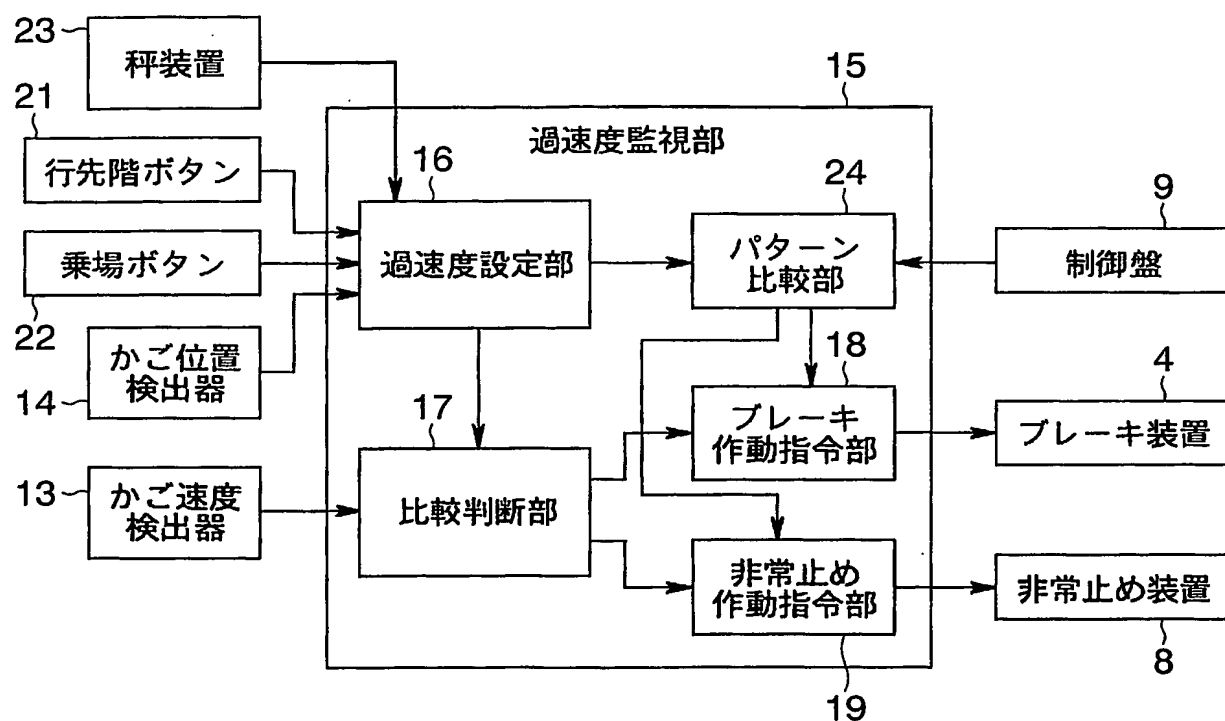 23
秤装置
21
行先階ボタン
乗場ボタン
22
かご位置
検出器
14
13
かご速度
検出器
15
過速度監視部
16
過速度設定部
24
パターン
比較部
17
比較判断部
18
ブレーキ
作動指令部
非常止め
作動指令部
19
9
制御盤
4
ブレーキ装置
非常止め装置
8